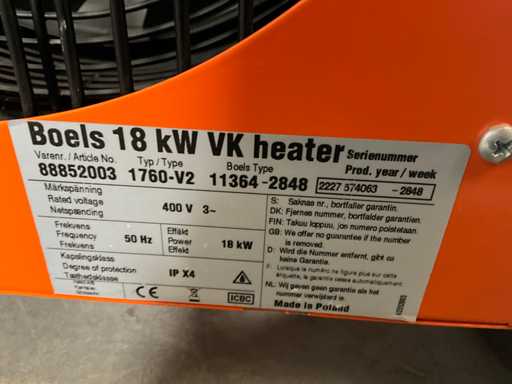 Boels 18 kW VK heater
Varenr. / Article No. Typ / Type Boels Type Serienummer
Prod. year / week
88852003 1760-V2 11364-2848 2227 574063 -2848
Märkspänning
Rated voltage
Netspæncing
400 V 3~
Frekvens
Frequency
Frekvens
50 Hz
Effekt
Power
Effekt
18 kW
Kapslingsklass
Degree of protection
Tæthedsklasse
IP X4
S: Saknas nr., bortfaller garantin.
DK: Fjernes nummer, bortfalder garantien.
FIN: Takuu loppuu, jos numero poistetaan.
GB: We offer no guarantee if the number
is removed.
D: Wird die Nummer entfernt, gibt es
keine Garantie.
F: Lorsque le numéro ne figure plus sur cette
étiquette, la garantie cesse automatiquement.
NL: Wij geven geen garantie als het
nummer verwijderd is.
Made in Poland
CE
ICBC